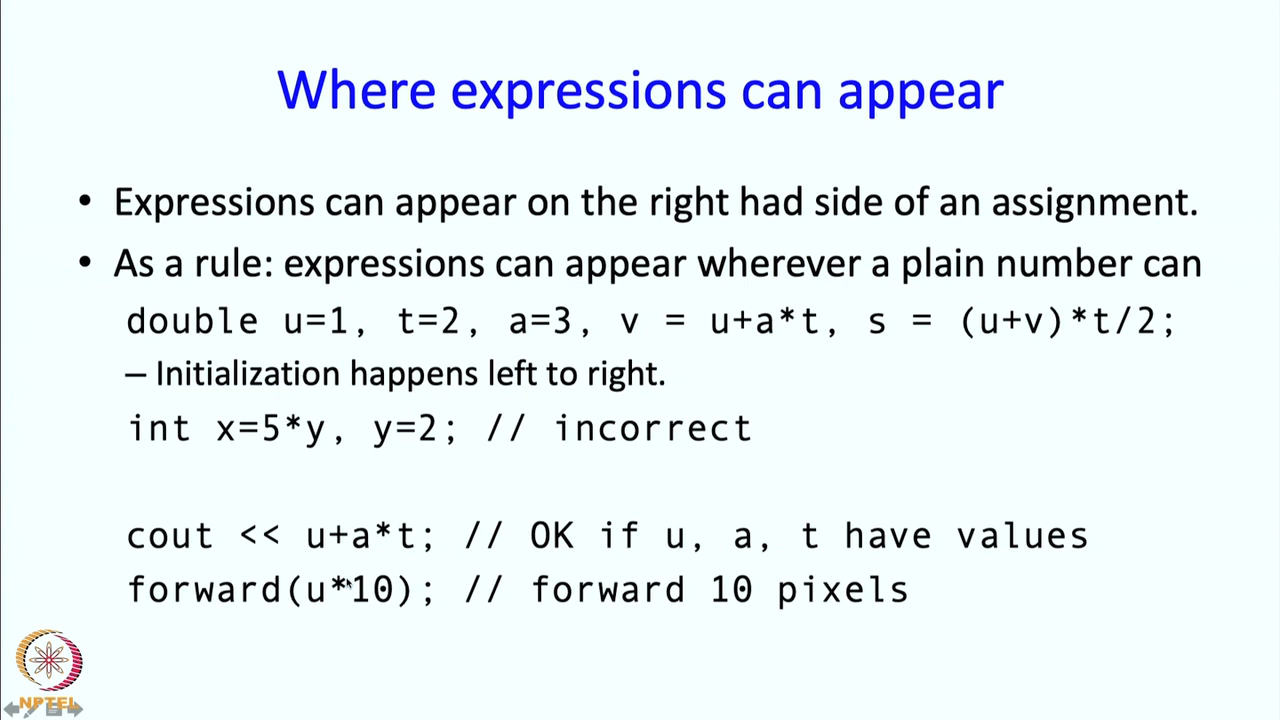 Where expressions can appear
• Expressions can appear on the right had side of an assignment.
• As a rule: expressions can appear wherever a plain number can
double u=1, t=2, a=3, v = u+a*t, s = (u+v)*t/2;
– Initialization happens left to right.
int x=5*y, y=2; // incorrect
cout << u+a*t; // OK if u, a, t have values
forward(u*10); // forward 10 pixels
NPTEL